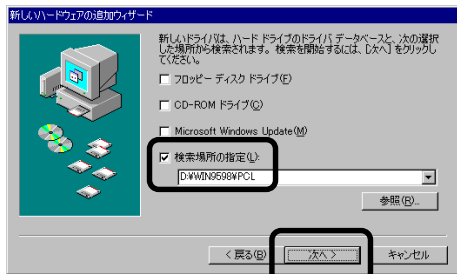 新しいハードウェアの追加ウィザード
新しいドライバは、ハード ドライブのドライバ データベースと、次の選択
した場所から検索されます。検索を開始するには、[次へ] をクリックし
てください。
フロッピー ディスク ドライブ(F)
CD-ROM ドライブ(C)
Microsoft Windows Update(M)
検索場所の指定(L):
D:¥WIN9598¥PCL
参照(R)...
< 戻る(B)
次へ >
キャンセル